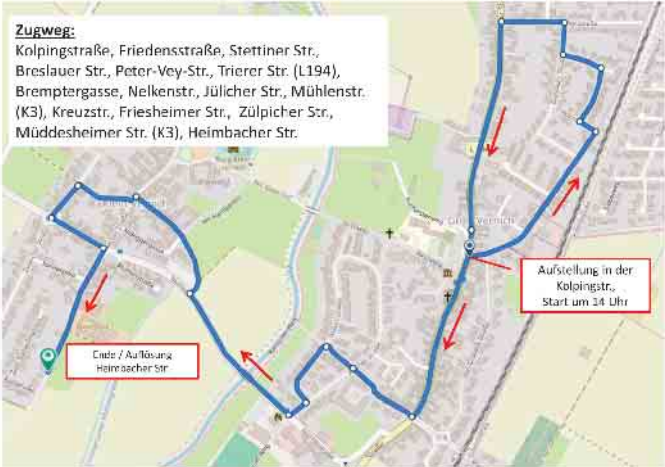 Zugweg:
Kolpingstraße, Friedensstraße, Stettiner Str.,
Breslauer Str., Peter-Vey-Str., Trierer Str. (L194),
Bremptergasse, Nelkenstr., Jülicher Str., Mühlenstr.
(K3), Kreuzstr., Friesheimer Str., Zülpicher Str.,
Müddesheimer Str. (K3), Heimbacher Str.
Aufstellung in der
Kolpingstr.,
Start um 14 Uhr
Ende / Auflösung
Heimbacher Str